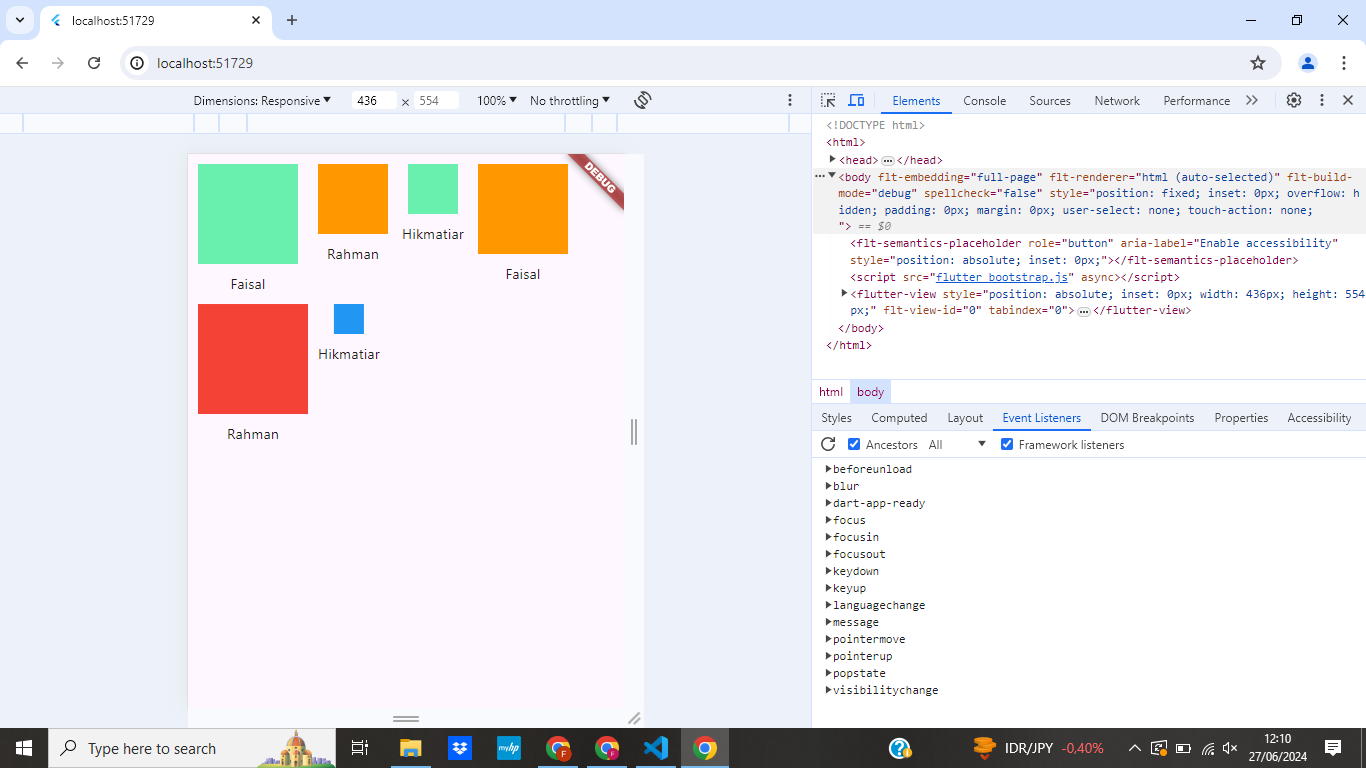 localhost:51729
localhost:51729
Dimensions: Responsive 436 × 554 100% No throttling
Elements Console Sources Network Performance
DEBUG
Faisal
Rahman
Hikmatiar
Faisal
Rahman
Hikmatiar
<!DOCTYPE html>
<html>
<head> … </head>
<body flt-embedding="full-page" flt-renderer="html (auto-selected)" flt-build-
mode="debug" spellcheck="false" style="position: fixed; inset: 0px; overflow: h
idden; padding: 0px; margin: 0px; user-select: none; touch-action: none;
"> == $0
<flt-semantics-placeholder role="button" aria-label="Enable accessibility"
style="position: absolute; inset: 0px;"></flt-semantics-placeholder>
<script src="flutter_bootstrap.js" async></script>
<flutter-view style="position: absolute; inset: 0px; width: 436px; height: 554
px;" flt-view-id="0" tabindex="0"> … </flutter-view>
</body>
</html>
html body
Styles Computed Layout Event Listeners DOM Breakpoints Properties Accessibility
Ancestors All Framework listeners
beforeunload
blur
dart-app-ready
focus
focusin
focusout
keydown
keyup
languagechange
message
pointermove
pointerup
popstate
visibilitychange
Type here to search
myhp
F
F
IDR/JPY -0,40%
12:10
27/06/2024